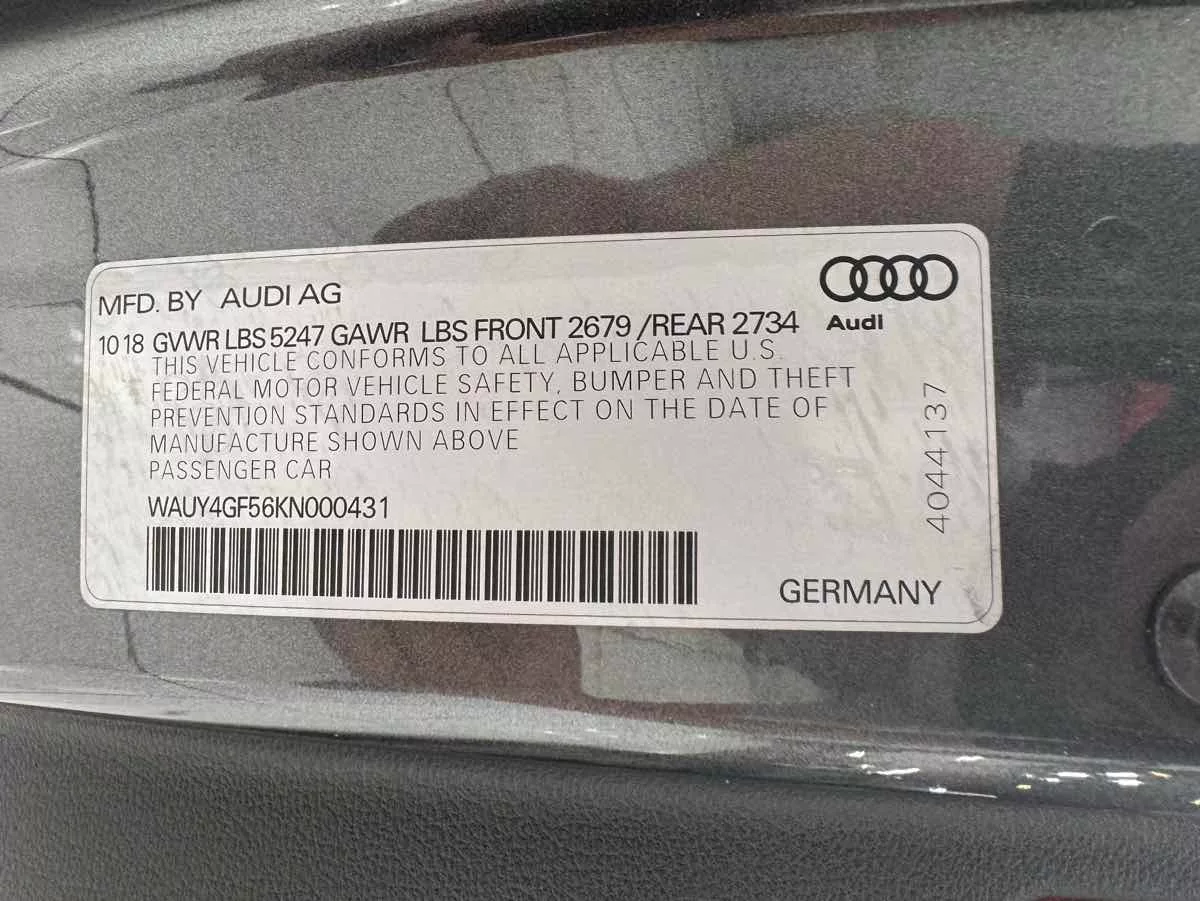 MFD. BY AUDI AG
Audi
10 18 GVWR LBS 5247 GAWR LBS FRONT 2679 /REAR 2734
THIS VEHICLE CONFORMS TO ALL APPLICABLE U.S.
FEDERAL MOTOR VEHICLE SAFETY, BUMPER AND THEFT
PREVENTION STANDARDS IN EFFECT ON THE DATE OF
MANUFACTURE SHOWN ABOVE
PASSENGER CAR
WAUY4GF56KN000431
4044137
GERMANY